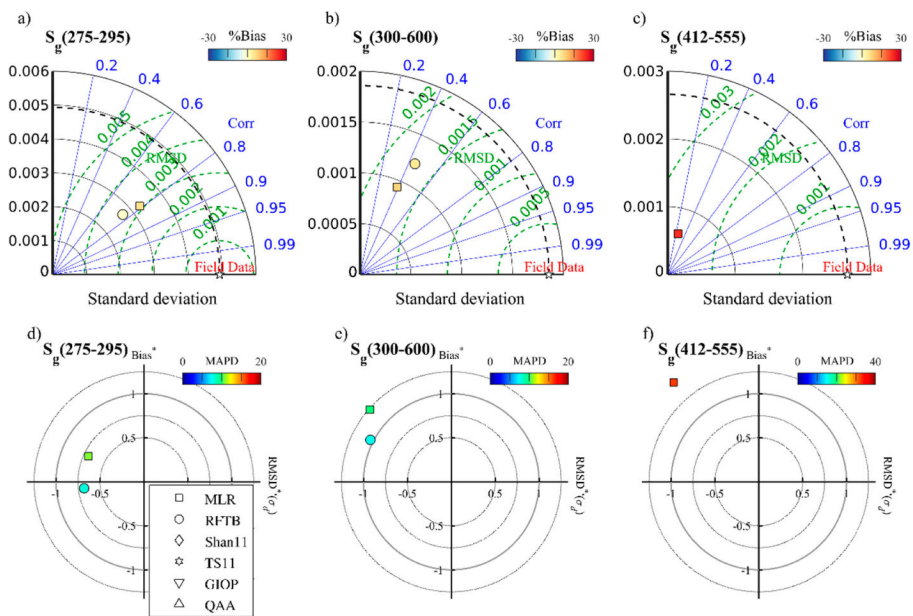 a)
S_g(275-295)
-30 %Bias 30
0.006
0.005
0.004
0.003
0.002
0.001
0
0.2
0.4
0.6
Corr
0.8
0.9
0.95
0.99
0.005
0.004
RMSD
0.003
0.002
0.001
Field Data
Standard deviation
b)
S_g(300-600)
-30 %Bias 30
0.002
0.0015
0.001
0.0005
0
0.2
0.4
0.6
Corr
0.8
0.9
0.95
0.99
0.002
0.0015
RMSD
0.001
0.0005
Field Data
Standard deviation
c)
S_g(412-555)
-30 %Bias 30
0.003
0.002
0.001
0
0.2
0.4
0.6
Corr
0.8
0.9
0.95
0.99
0.003
0.002
RMSD
0.001
Field Data
Standard deviation
d)
S_g(275-295)
Bias*
MAPD
0 10 20
1
0.5
-1 -0.5
-0.5
RMSD*(σ_d)
MLR
RFTB
Shan11
TS11
GIOP
QAA
e)
S_g(300-600)
Bias*
MAPD
0 10 20
1
0.5
-1 -0.5
-0.5
-1
RMSD*(σ_d)
f)
S_g(412-555)
Bias*
MAPD
0 20 40
1
0.5
-1 -0.5
-0.5
-1
RMSD*(σ_d)